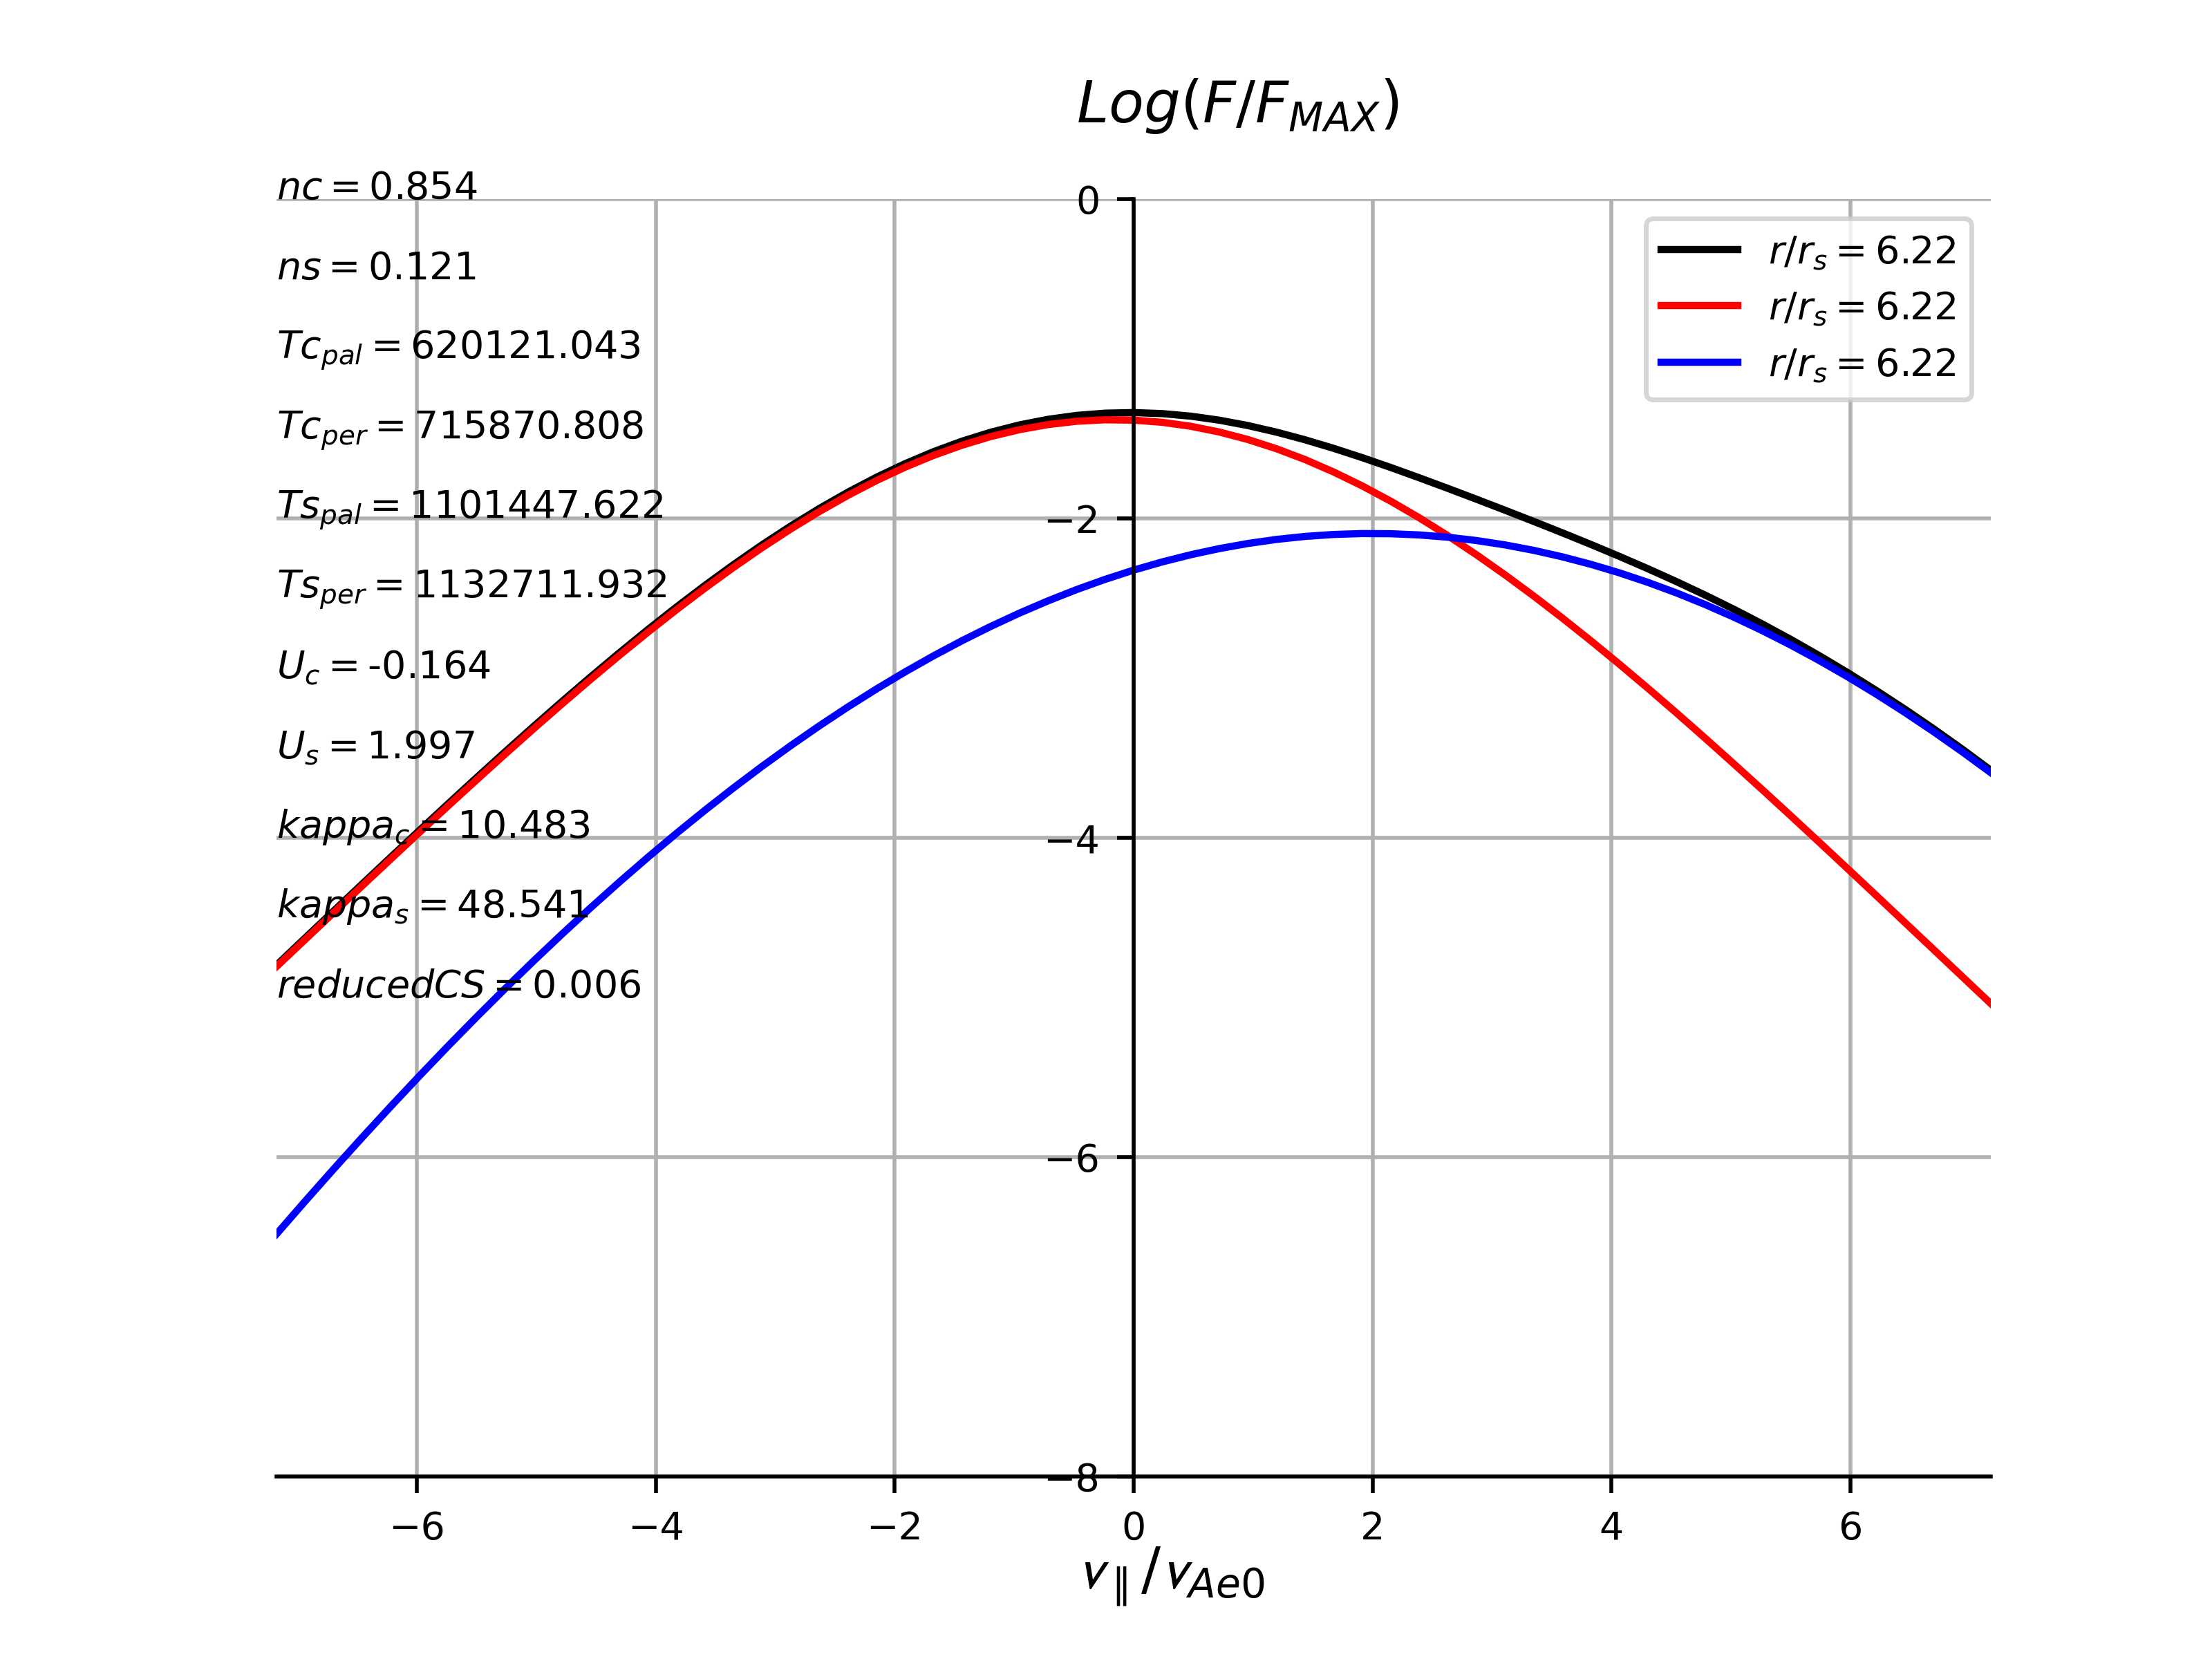 Log(F/F_MAX)
nc = 0.854
ns = 0.121
Tc_pal = 620121.043
Tc_per = 715870.808
Ts_pal = 1101447.622
Ts_per = 1132711.932
U_c = -0.164
U_s = 1.997
kappa_c = 10.483
kappa_s = 48.541
reducedCS = 0.006
0
−2
−4
−6
−8
r/r_s = 6.22
r/r_s = 6.22
r/r_s = 6.22
−6 −4 −2 0 2 4 6
v_∥/v_Ae0